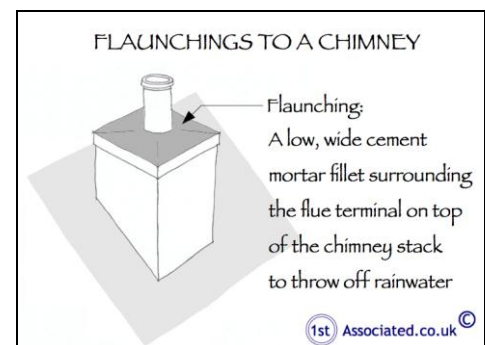 FLAUNCHINGS TO A CHIMNEY
Flaunching:
A low, wide cement
mortar fillet surrounding
the flue terminal on top
of the chimney stack
to throw off rainwater
1st Associated.co.uk ©